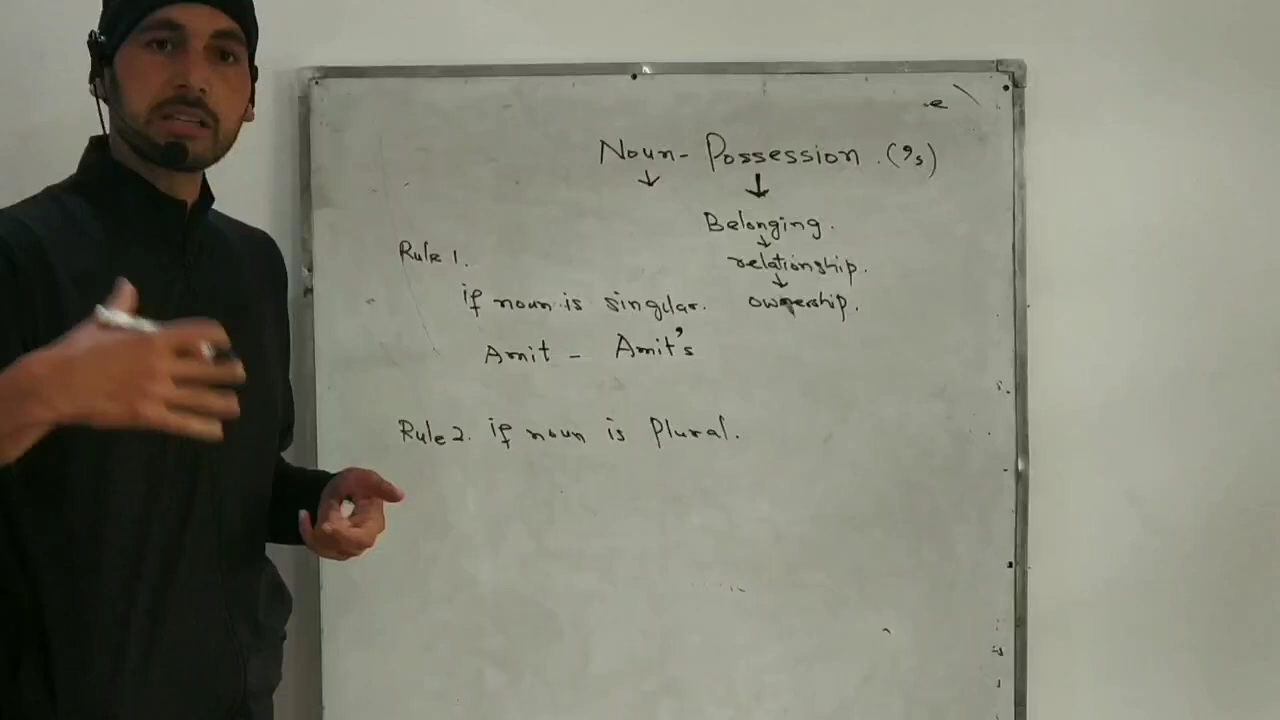 Noun - Possession. ('s)
Belonging.
relationship.
ownership.
Rule 1.
if noun is singular.
Amit - Amit's
Rule 2. if noun is Plural.